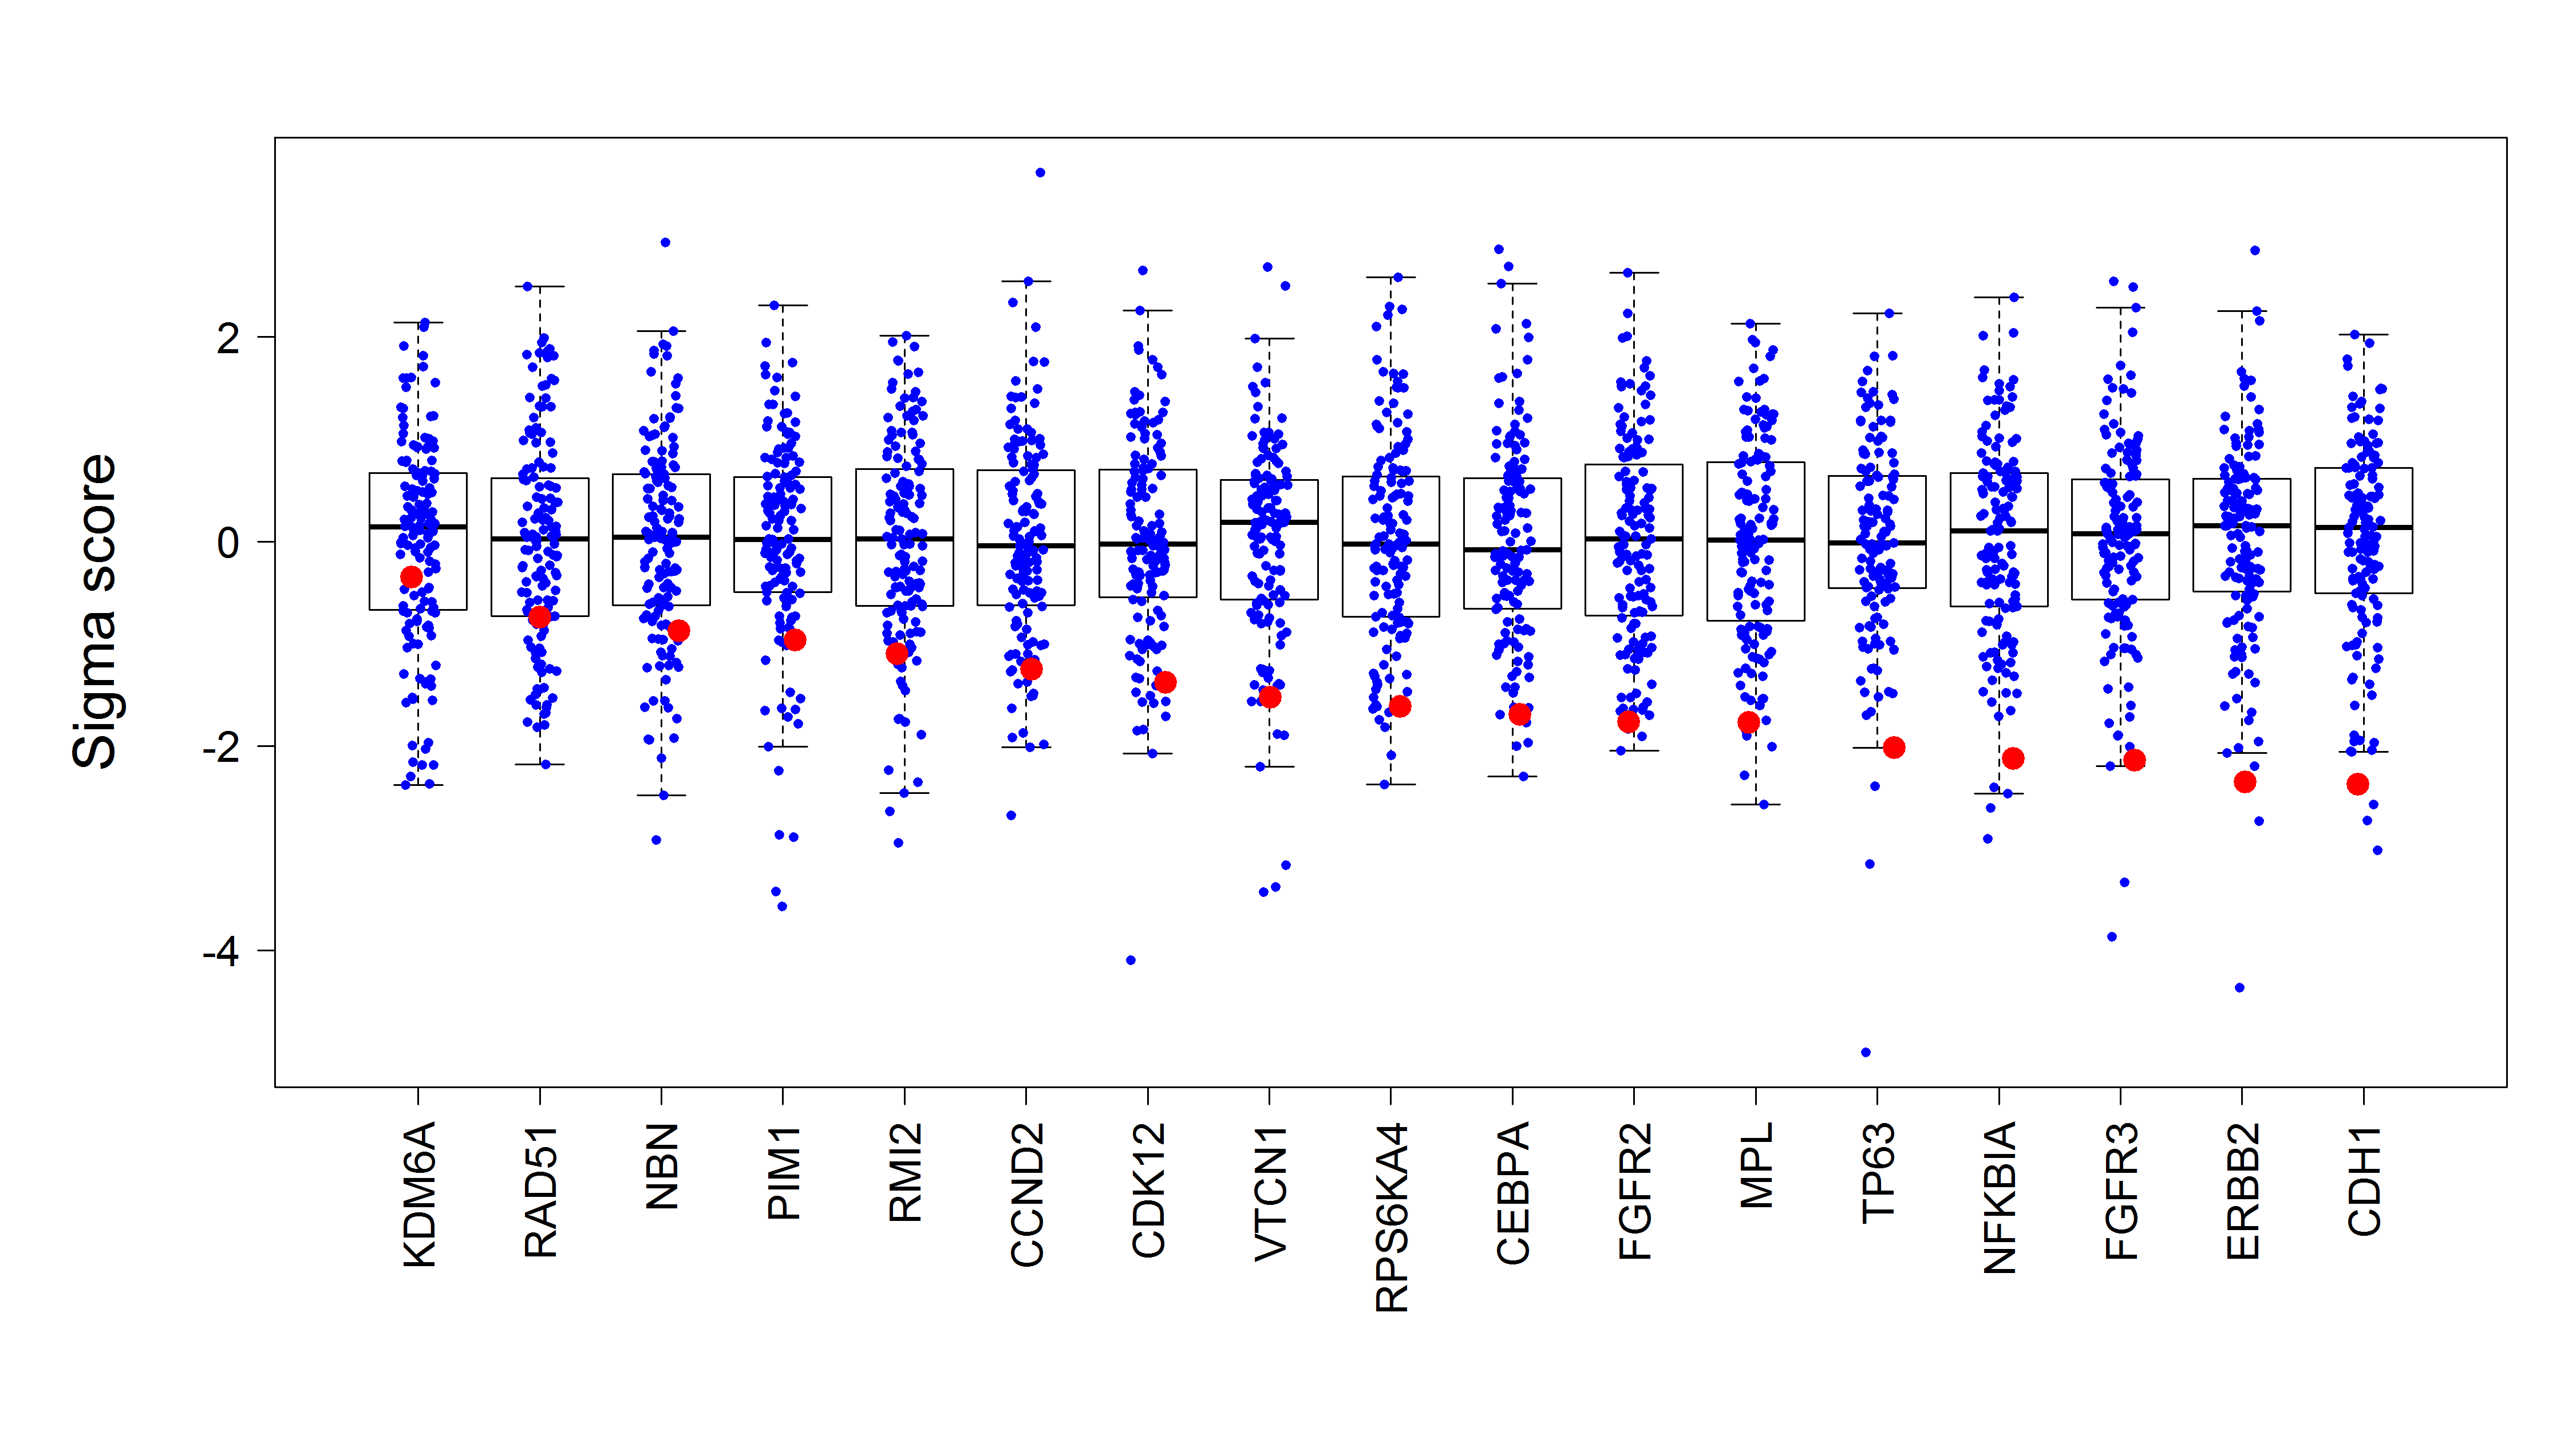 Sigma score
2
0
-2
-4
KDM6A
RAD51
NBN
PIM1
RMI2
CCND2
CDK12
VTCN1
RPS6KA4
CEBPA
FGFR2
MPL
TP63
NFKBIA
FGFR3
ERBB2
CDH1